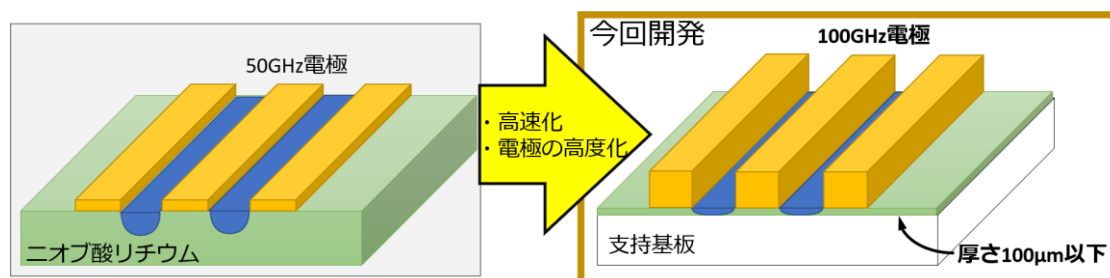 50GHz電極
ニオブ酸リチウム
・高速化
・電極の高度化
今回開発
100GHz電極
支持基板
厚さ100μm以下